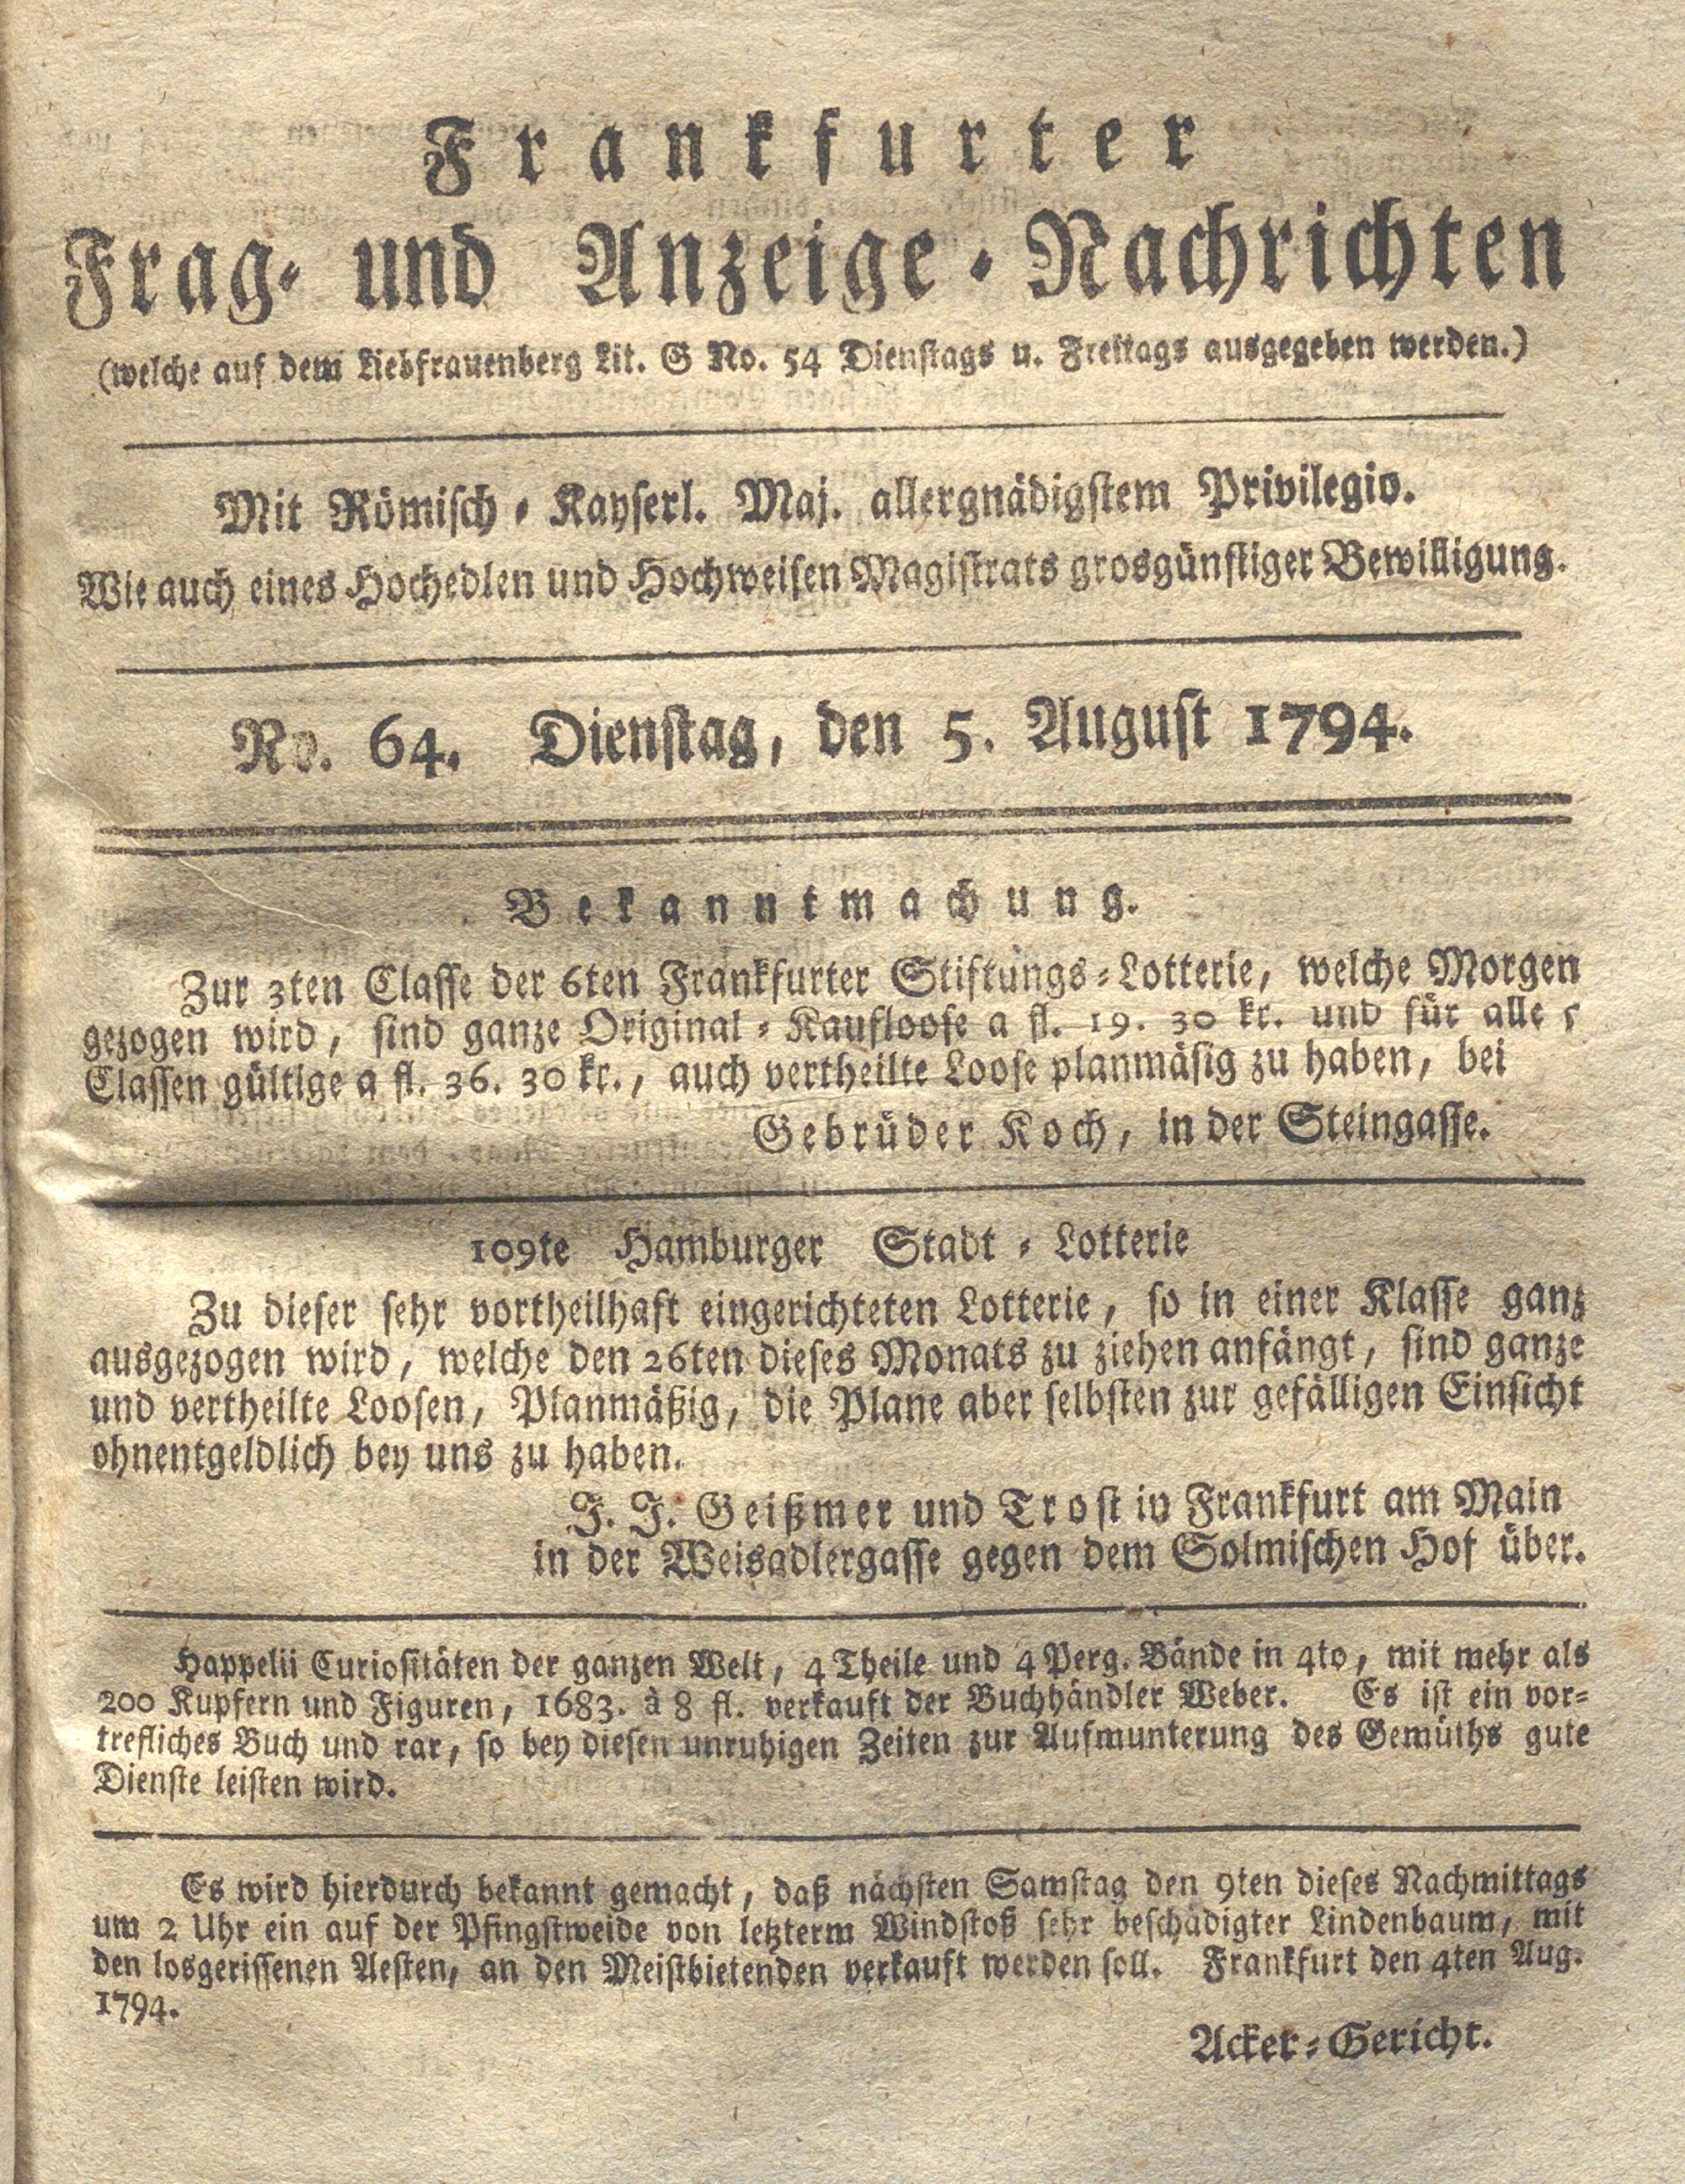 Frankfurter
Frag- und Anzeige-Nachrichten
(welche auf dem Liebfrauenberg Lit. G No. 54 Dienstags u. Freitags ausgegeben werden.)
Mit Römisch-Kayserl. Maj. allergnädigstem Privilegio.
Wie auch eines Hochedlen und Hochweisen Magistrats grosgünstiger Bewilligung.
No. 64. Dienstag, den 5. August 1794.
Bekanntmachung.
Zur 3ten Classe der 6ten Frankfurter Stiftungs-Lotterie, welche Morgen
gezogen wird, sind ganze Original-Kaufloose a fl. 19. 30 kr. und für alle 5
Classen gültige a fl. 36. 30 kr., auch vertheilte Loose planmäsig zu haben, bei
Gebrüder Koch, in der Steingasse.
109te Hamburger Stadt-Lotterie
Zu dieser sehr vortheilhaft eingerichteten Lotterie, so in einer Klasse ganz
ausgezogen wird, welche den 26ten dieses Monats zu ziehen anfängt, sind ganze
und vertheilte Loosen, Planmäßig, die Plane aber selbsten zur gefälligen Einsicht
ohnentgeldlich bey uns zu haben.
J. J. Geißmer und Trost in Frankfurt am Main
in der Weisadlergasse gegen dem Solmischen Hof über.
Happelii Curiositäten der ganzen Welt, 4 Theile und 4 Perg. Bände in 4to, mit mehr als
200 Kupfern und Figuren, 1683. à 8 fl. verkauft der Buchhändler Weber. Es ist ein vor-
trefliches Buch und rar, so bey diesen unruhigen Zeiten zur Aufmunterung des Gemüths gute
Dienste leisten wird.
Es wird hierdurch bekannt gemacht, daß nächsten Samstag den 9ten dieses Nachmittags
um 2 Uhr ein auf der Pfingstweide von letzterm Windstoß sehr beschädigter Lindenbaum, mit
den losgerissenen Aesten, an den Meistbietenden verkauft werden soll. Frankfurt den 4ten Aug.
1794.
Acker-Gericht.